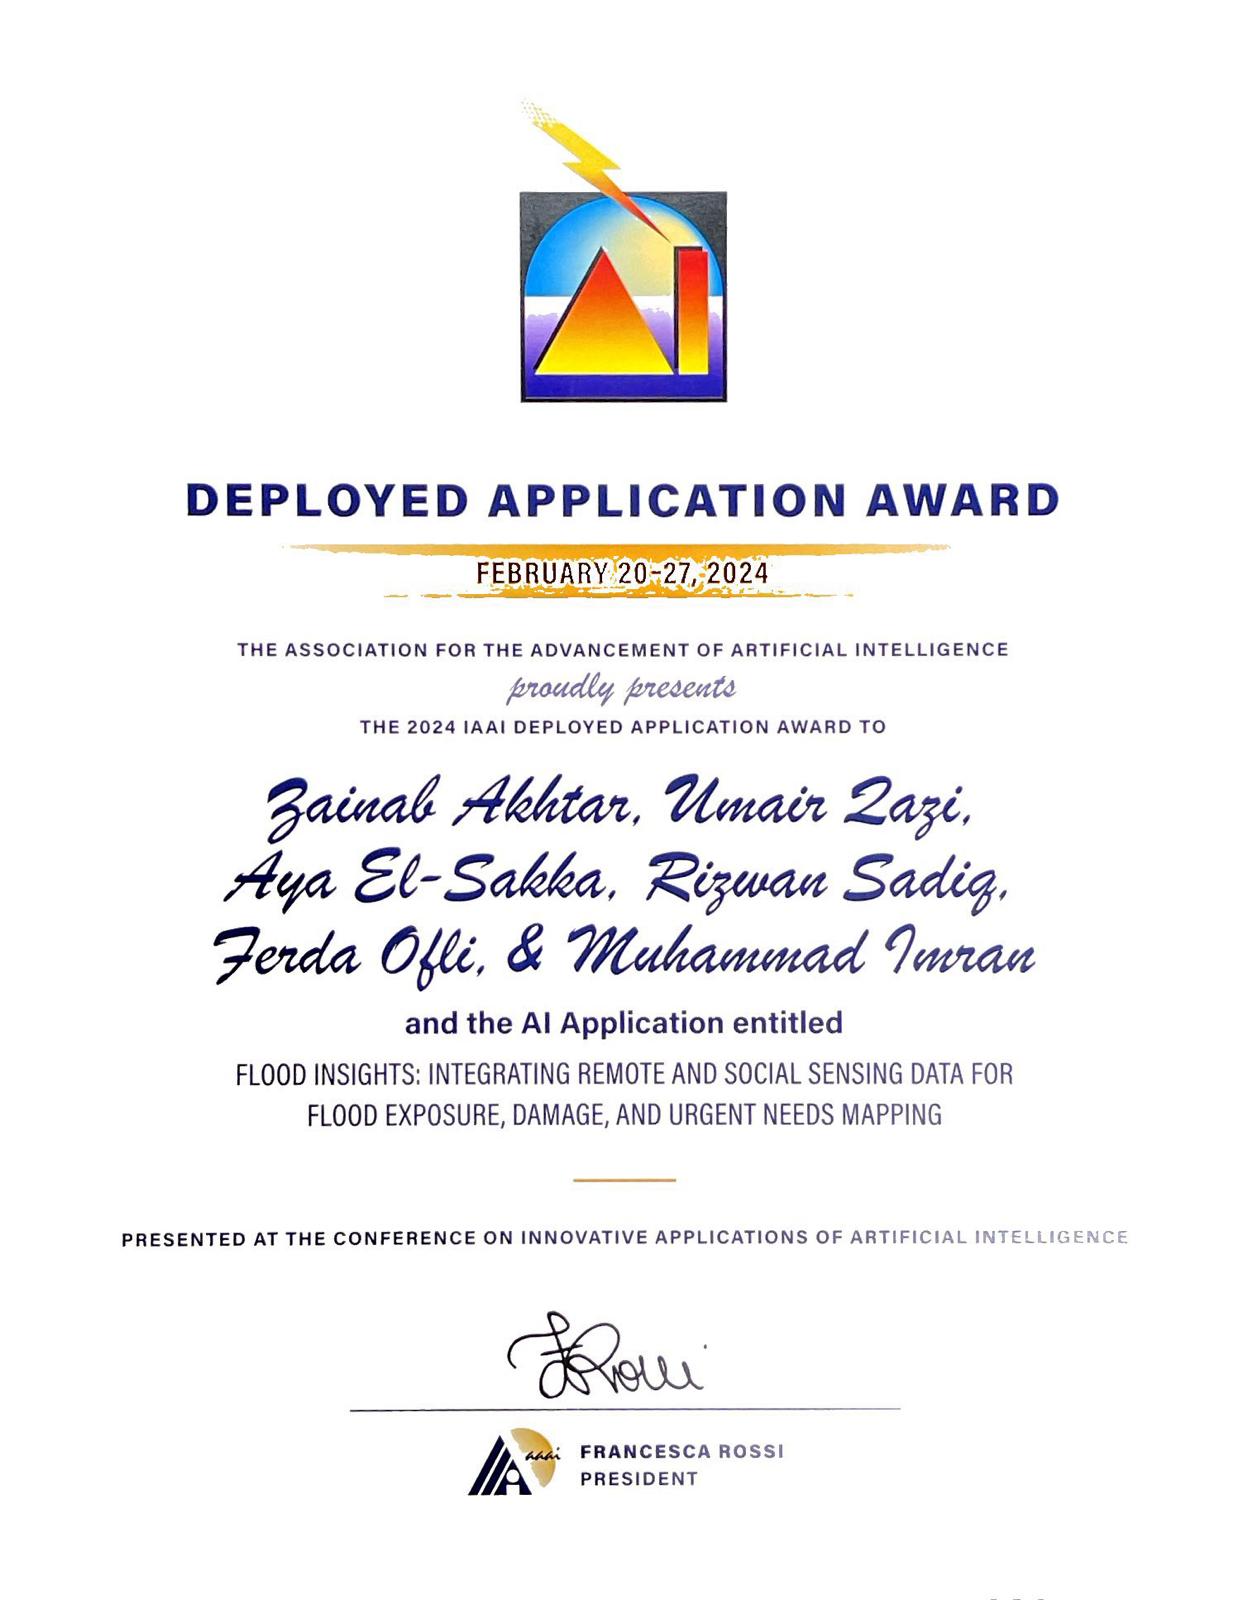 AI
DEPLOYED APPLICATION AWARD
FEBRUARY 20-27, 2024
THE ASSOCIATION FOR THE ADVANCEMENT OF ARTIFICIAL INTELLIGENCE
proudly presents
THE 2024 IAAI DEPLOYED APPLICATION AWARD TO
Zainab Akhtar, Umair Qazi,
Aya El-Sakka, Rizwan Sadiq,
Ferda Ofli, & Muhammad Imran
and the AI Application entitled
FLOOD INSIGHTS: INTEGRATING REMOTE AND SOCIAL SENSING DATA FOR
FLOOD EXPOSURE, DAMAGE, AND URGENT NEEDS MAPPING
PRESENTED AT THE CONFERENCE ON INNOVATIVE APPLICATIONS OF ARTIFICIAL INTELLIGENCE
FRossi
aaai
FRANCESCA ROSSI
PRESIDENT